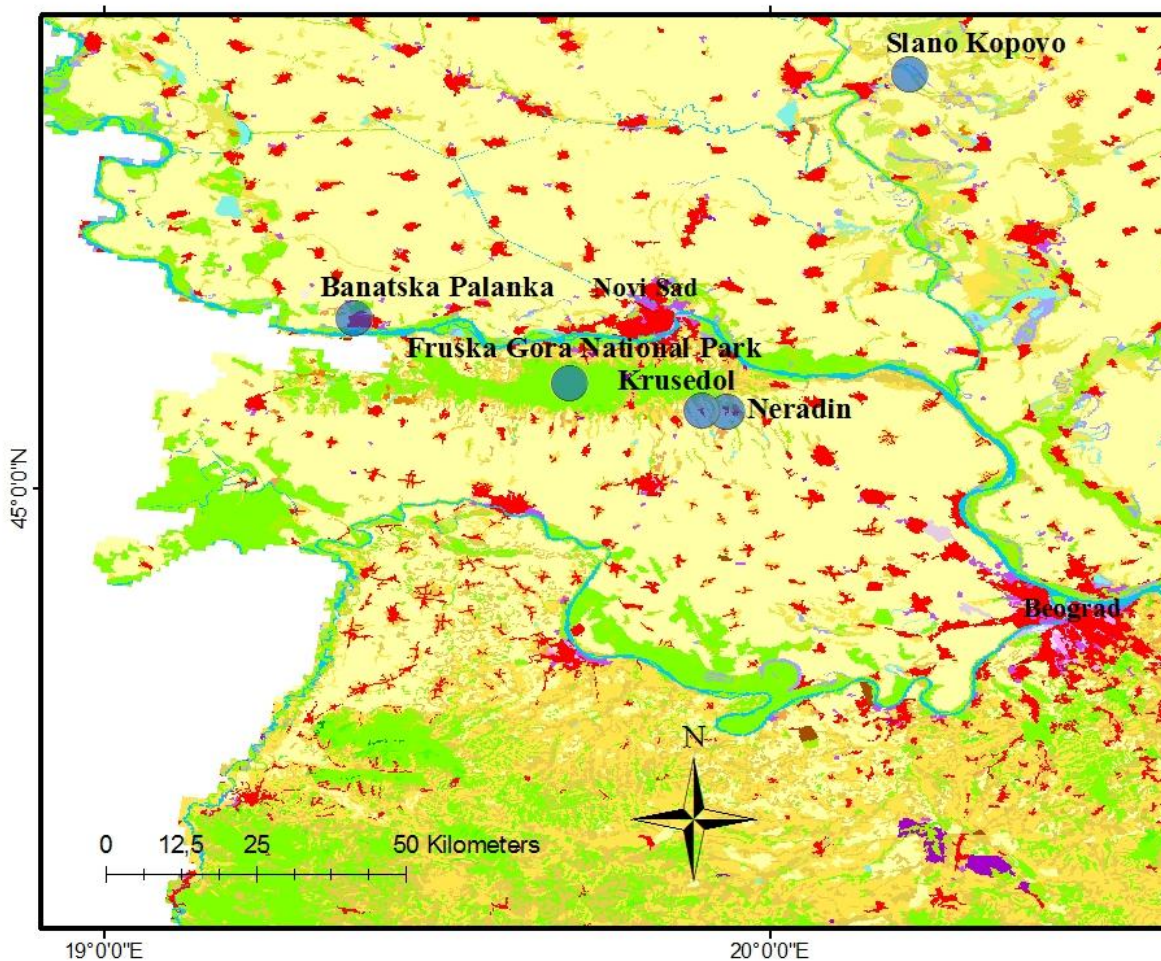 Slano Kopovo
Banatska Palanka
Novi Sad
Fruška Gora National Park
Krusedol
Neradin
45°0'0"N
Beograd
N
0 12,5 25 50 Kilometers
19°0'0"E 20°0'0"E